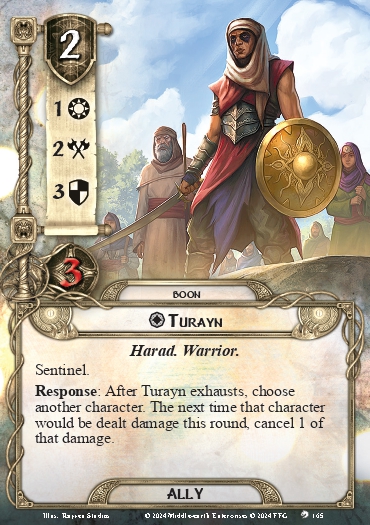 2
1
2
3
3
BOON
TURAYN
Harad. Warrior.
Sentinel.
Response: After Turayn exhausts, choose
another character. The next time that character
would be dealt damage this round, cancel 1 of
that damage.
ALLY
Illus. Rayven Studios © 2024 Middle-earth Enterprises © 2024 FFG 165